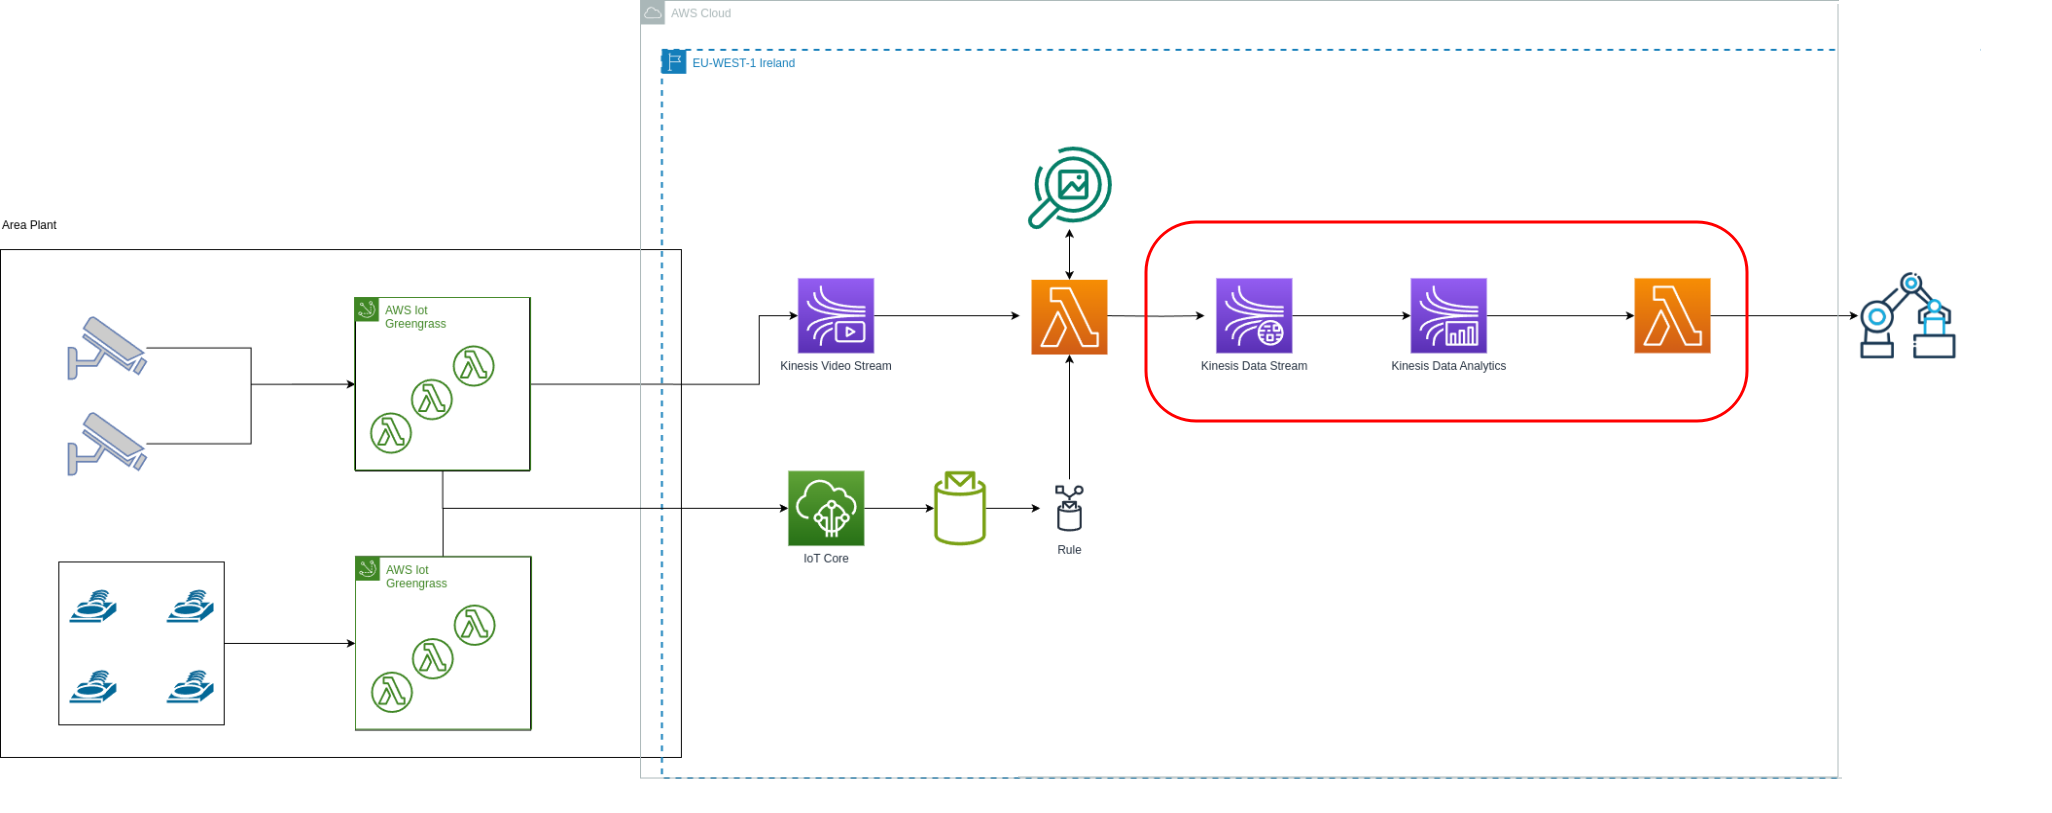 AWS Cloud
EU-WEST-1 Ireland
Area Plant
AWS Iot
Greengrass
Kinesis Video Stream
Kinesis Data Stream
Kinesis Data Analytics
IoT Core
Rule
AWS Iot
Greengrass